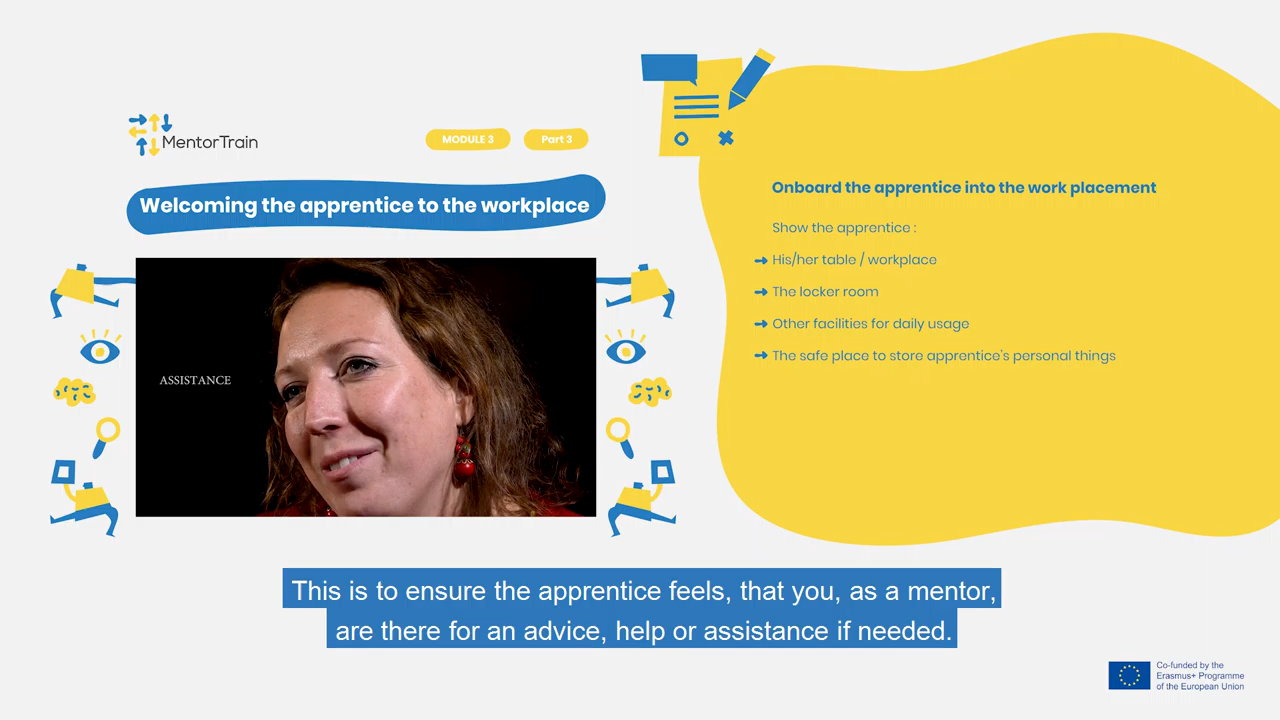 MentorTrain
MODULE 3
Part 3
Welcoming the apprentice to the workplace
ASSISTANCE
Onboard the apprentice into the work placement
Show the apprentice :
His/her table / workplace
The locker room
Other facilities for daily usage
The safe place to store apprentice's personal things
This is to ensure the apprentice feels, that you, as a mentor,
are there for an advice, help or assistance if needed.
Co-funded by the
Erasmus+ Programme
of the European Union